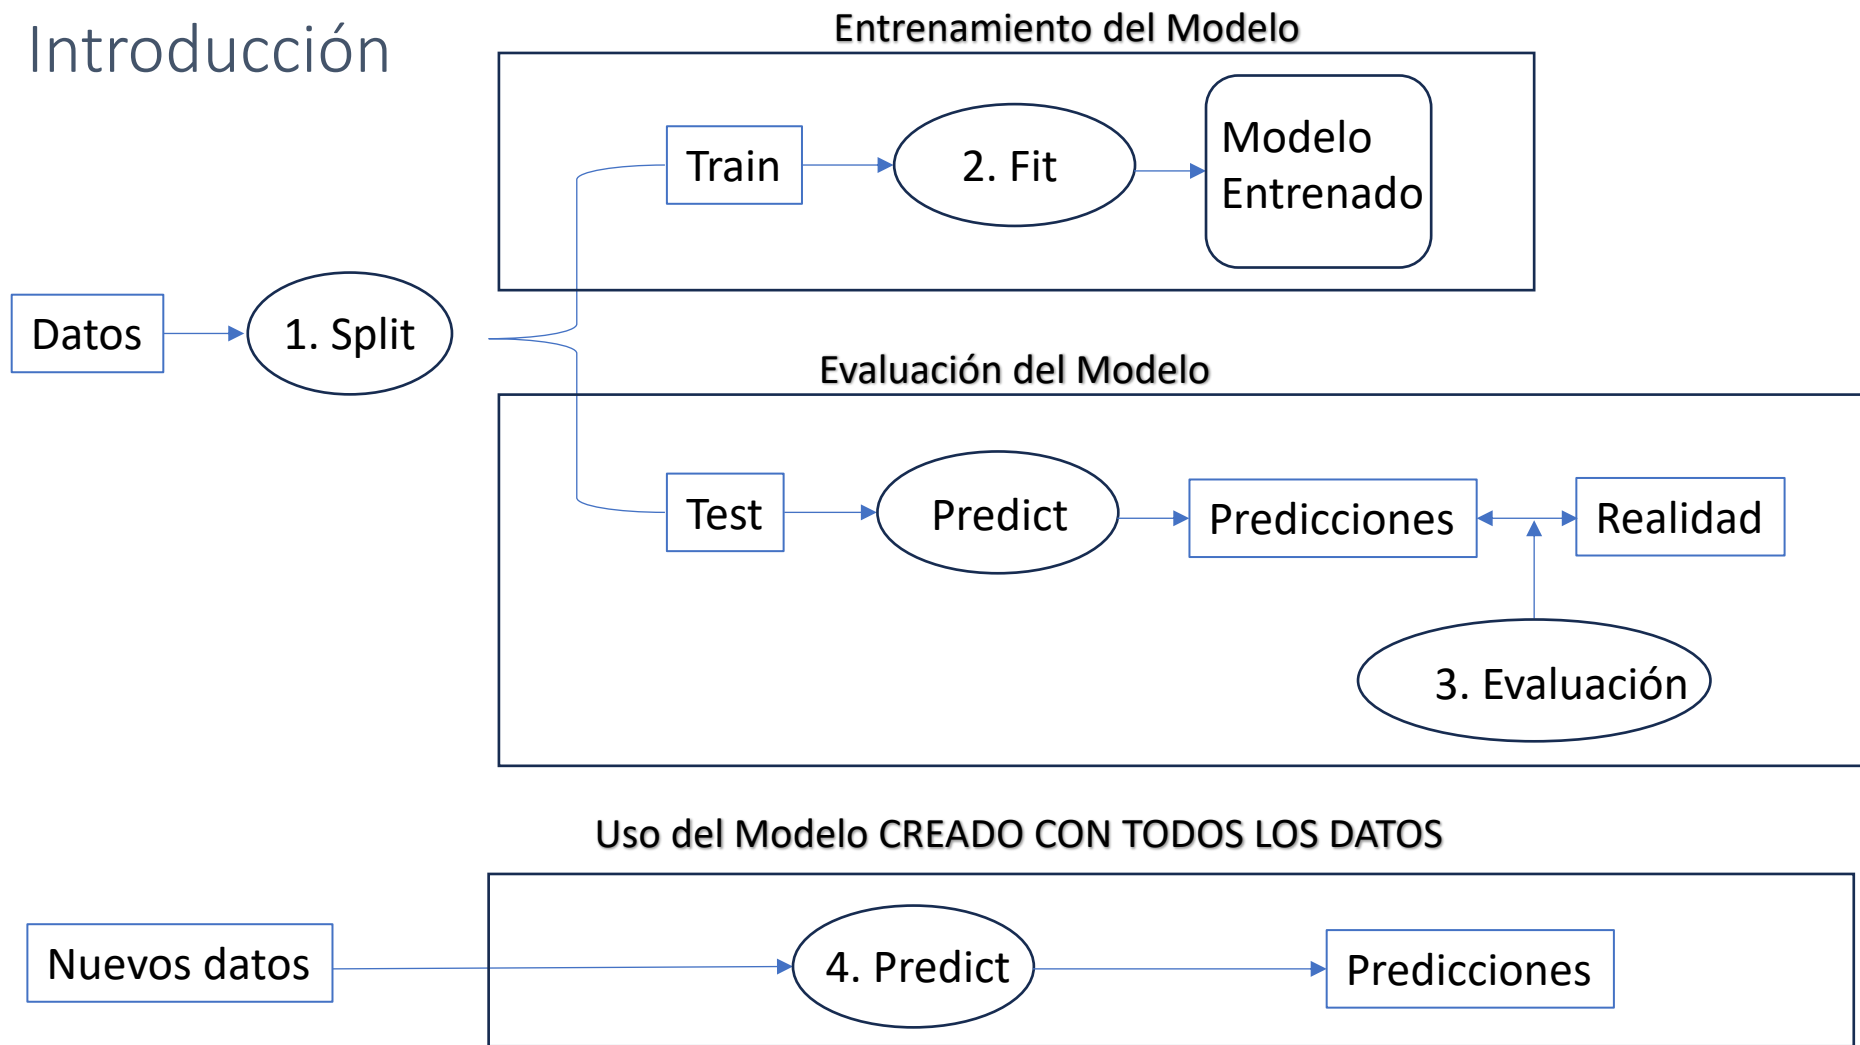 Introducción
Entrenamiento del Modelo
Train
2. Fit
Modelo
Entrenado
Datos
1. Split
Evaluación del Modelo
Test
Predict
Predicciones
Realidad
3. Evaluación
Uso del Modelo CREADO CON TODOS LOS DATOS
Nuevos datos
4. Predict
Predicciones